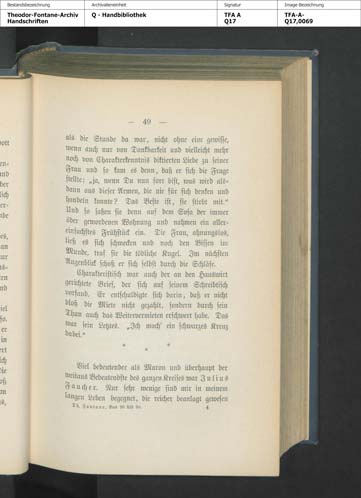 Bestandsbezeichnung
Archivalieneinheit
Signatur
Image Bezeichnung
Theodor-Fontane-Archiv
Handschriften
Q - Handbibliothek
TFA A
Q17
TFA-A-
Q17,0069
— 49 —
als die Stunde da war, nicht ohne eine gewisse,
wenn auch nur von Dankbarkeit und vielleicht mehr
noch von Charakterkenntnis diktierten Liebe zu seiner
Frau und so kam es denn, daß er sich die Frage
stellte: „ja, wenn Du nun fort bist, was wird als-
dann aus dieser Armen, die nie für sich denken und
handeln konnte? Das Beste ist, sie stirbt mit.“
Und so saßen sie denn auf dem Sofa der immer
öder gewordenen Wohnung und nahmen ein aller-
einfachstes Frühstück ein. Die Frau, ahnungslos,
ließ es sich schmecken und noch den Bissen im
Munde, traf sie die tödliche Kugel. Im nächsten
Augenblick schoß er sich selbst durch die Schläfe.
Charakteristisch war auch der an den Hauswirt
gerichtete Brief, der sich auf seinem Schreibtisch
vorfand. Er entschuldigte sich darin, daß er nicht
bloß die Miete nicht gezahlt, sondern durch sein
Thun auch das Weitervermieten erschwert habe. Das
war sein Letztes. „Ich mach' ein schwarzes Kreuz
dabei.“
* * *
Viel bedeutender als Maron und überhaupt der
weitaus Bedeutendste des ganzen Kreises war Julius
Faucher. Nur sehr wenige sind mir in meinem
langen Leben begegnet, die reicher beanlagt gewesen
Th. Fontane,
4